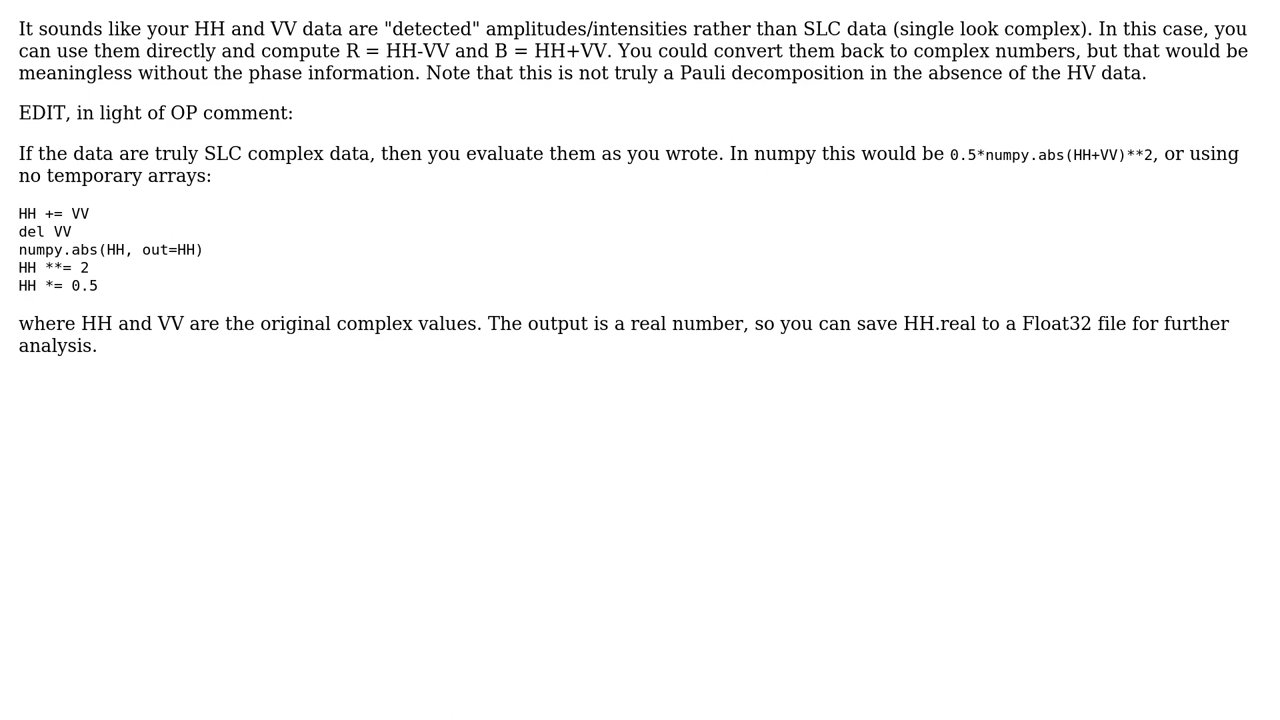 It sounds like your HH and VV data are "detected" amplitudes/intensities rather than SLC data (single look complex). In this case, you
can use them directly and compute R = HH-VV and B = HH+VV. You could convert them back to complex numbers, but that would be
meaningless without the phase information. Note that this is not truly a Pauli decomposition in the absence of the HV data.
EDIT, in light of OP comment:
If the data are truly SLC complex data, then you evaluate them as you wrote. In numpy this would be 0.5*numpy.abs(HH+VV)**2, or using
no temporary arrays:
HH += VV
del VV
numpy.abs(HH, out=HH)
HH **= 2
HH *= 0.5
where HH and VV are the original complex values. The output is a real number, so you can save HH.real to a Float32 file for further
analysis.